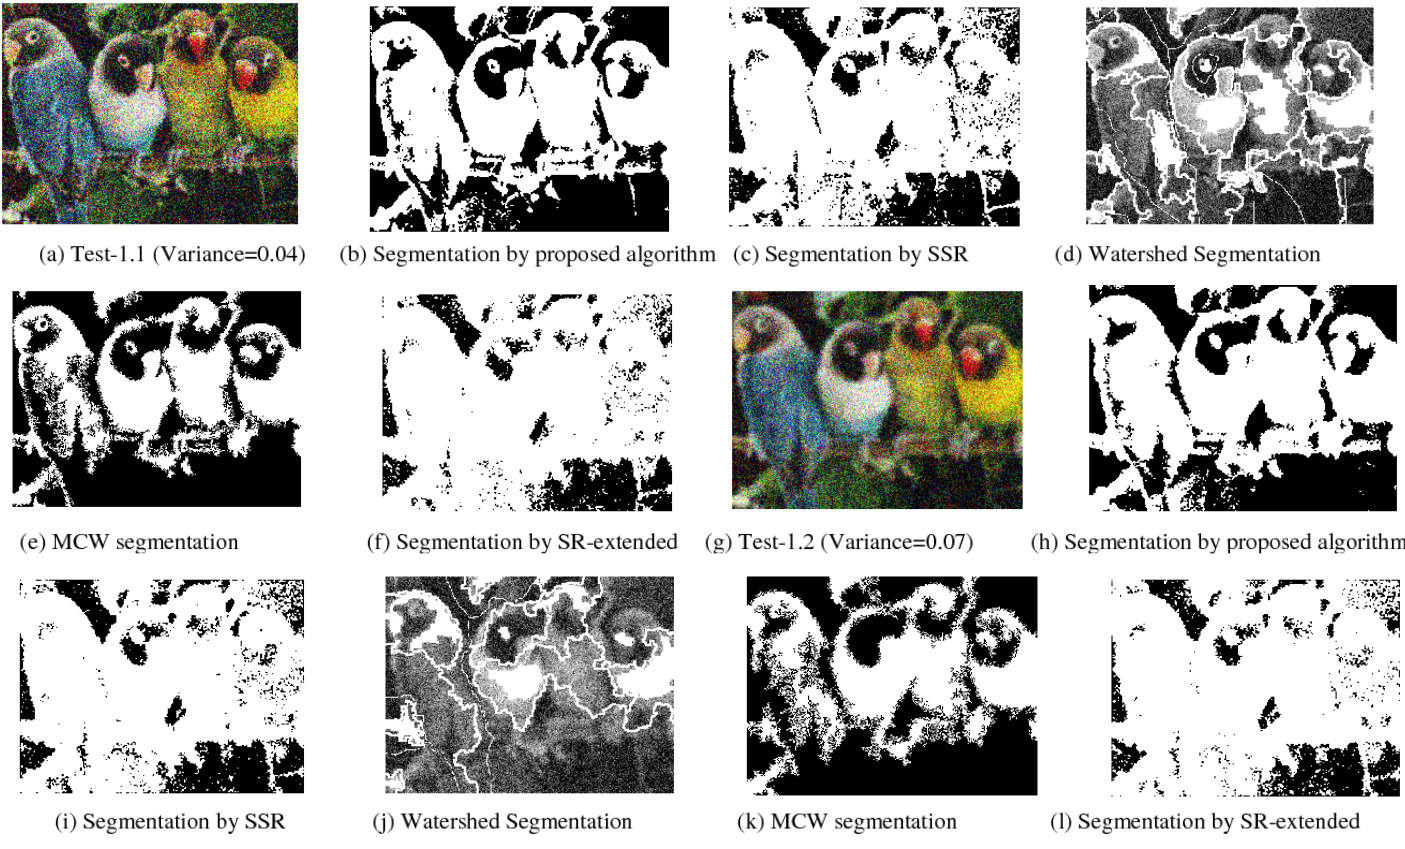 (a) Test-1.1 (Variance=0.04)
(b) Segmentation by proposed algorithm
(c) Segmentation by SSR
(d) Watershed Segmentation
(e) MCW segmentation
(f) Segmentation by SR-extended
(g) Test-1.2 (Variance=0.07)
(h) Segmentation by proposed algorithm
(i) Segmentation by SSR
(j) Watershed Segmentation
(k) MCW segmentation
(l) Segmentation by SR-extended